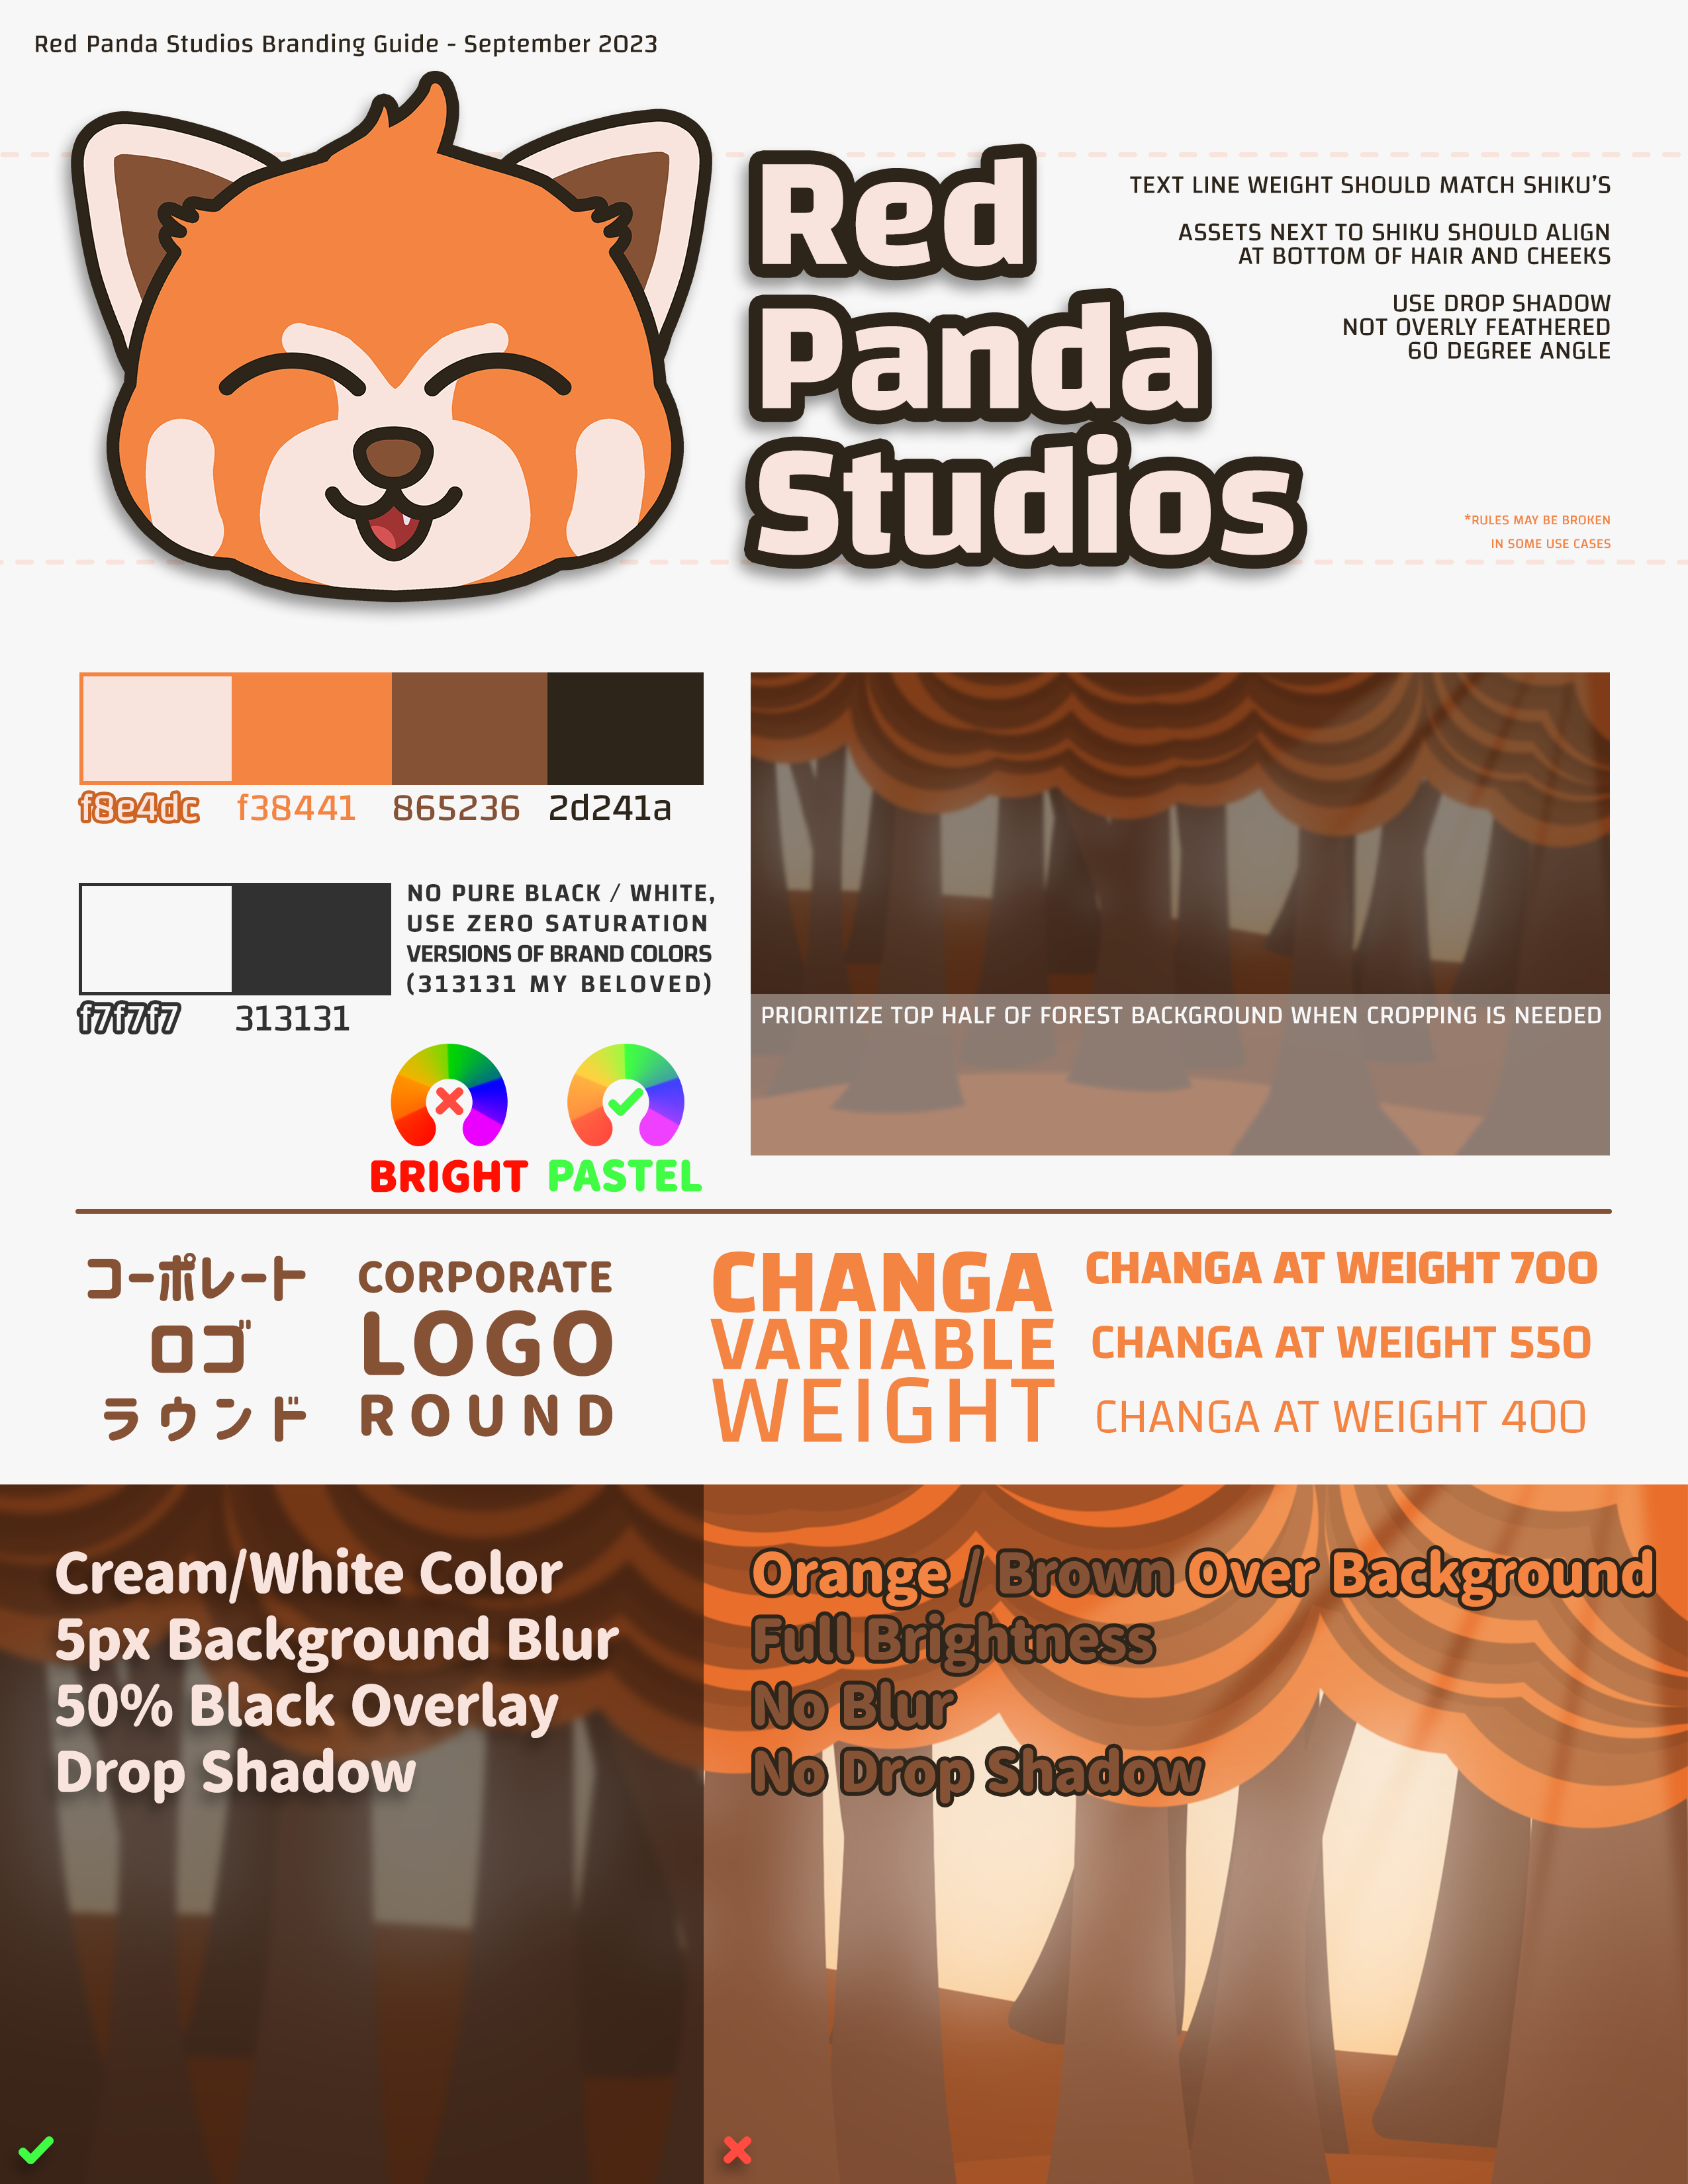 Red Panda Studios Branding Guide - September 2023
Red
Panda
Studios
TEXT LINE WEIGHT SHOULD MATCH SHIKU'S
ASSETS NEXT TO SHIKU SHOULD ALIGN
AT BOTTOM OF HAIR AND CHEEKS
USE DROP SHADOW
NOT OVERLY FEATHERED
60 DEGREE ANGLE
*RULES MAY BE BROKEN
IN SOME USE CASES
f8e4dc
f38441
865236
2d241a
f7f7f7
313131
NO PURE BLACK / WHITE,
USE ZERO SATURATION
VERSIONS OF BRAND COLORS
(313131 MY BELOVED)
BRIGHT
PASTEL
PRIORITIZE TOP HALF OF FOREST BACKGROUND WHEN CROPPING IS NEEDED
コーポレート
ロゴ
ラウンド
CORPORATE
LOGO
ROUND
CHANGA
VARIABLE
WEIGHT
CHANGA AT WEIGHT 700
CHANGA AT WEIGHT 550
CHANGA AT WEIGHT 400
Cream/White Color
5px Background Blur
50% Black Overlay
Drop Shadow
Orange / Brown Over Background
Full Brightness
No Blur
No Drop Shadow